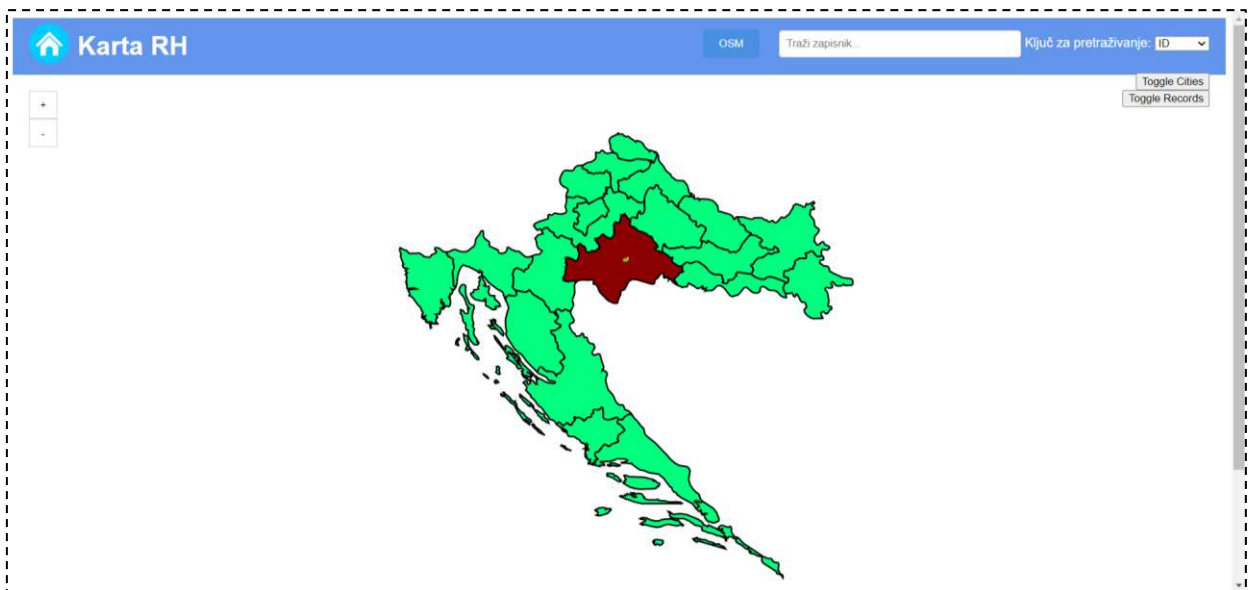 Karta RH
OSM
Traži zapisnik...
Ključ za pretraživanje: ID
Toggle Cities
Toggle Records
+
-